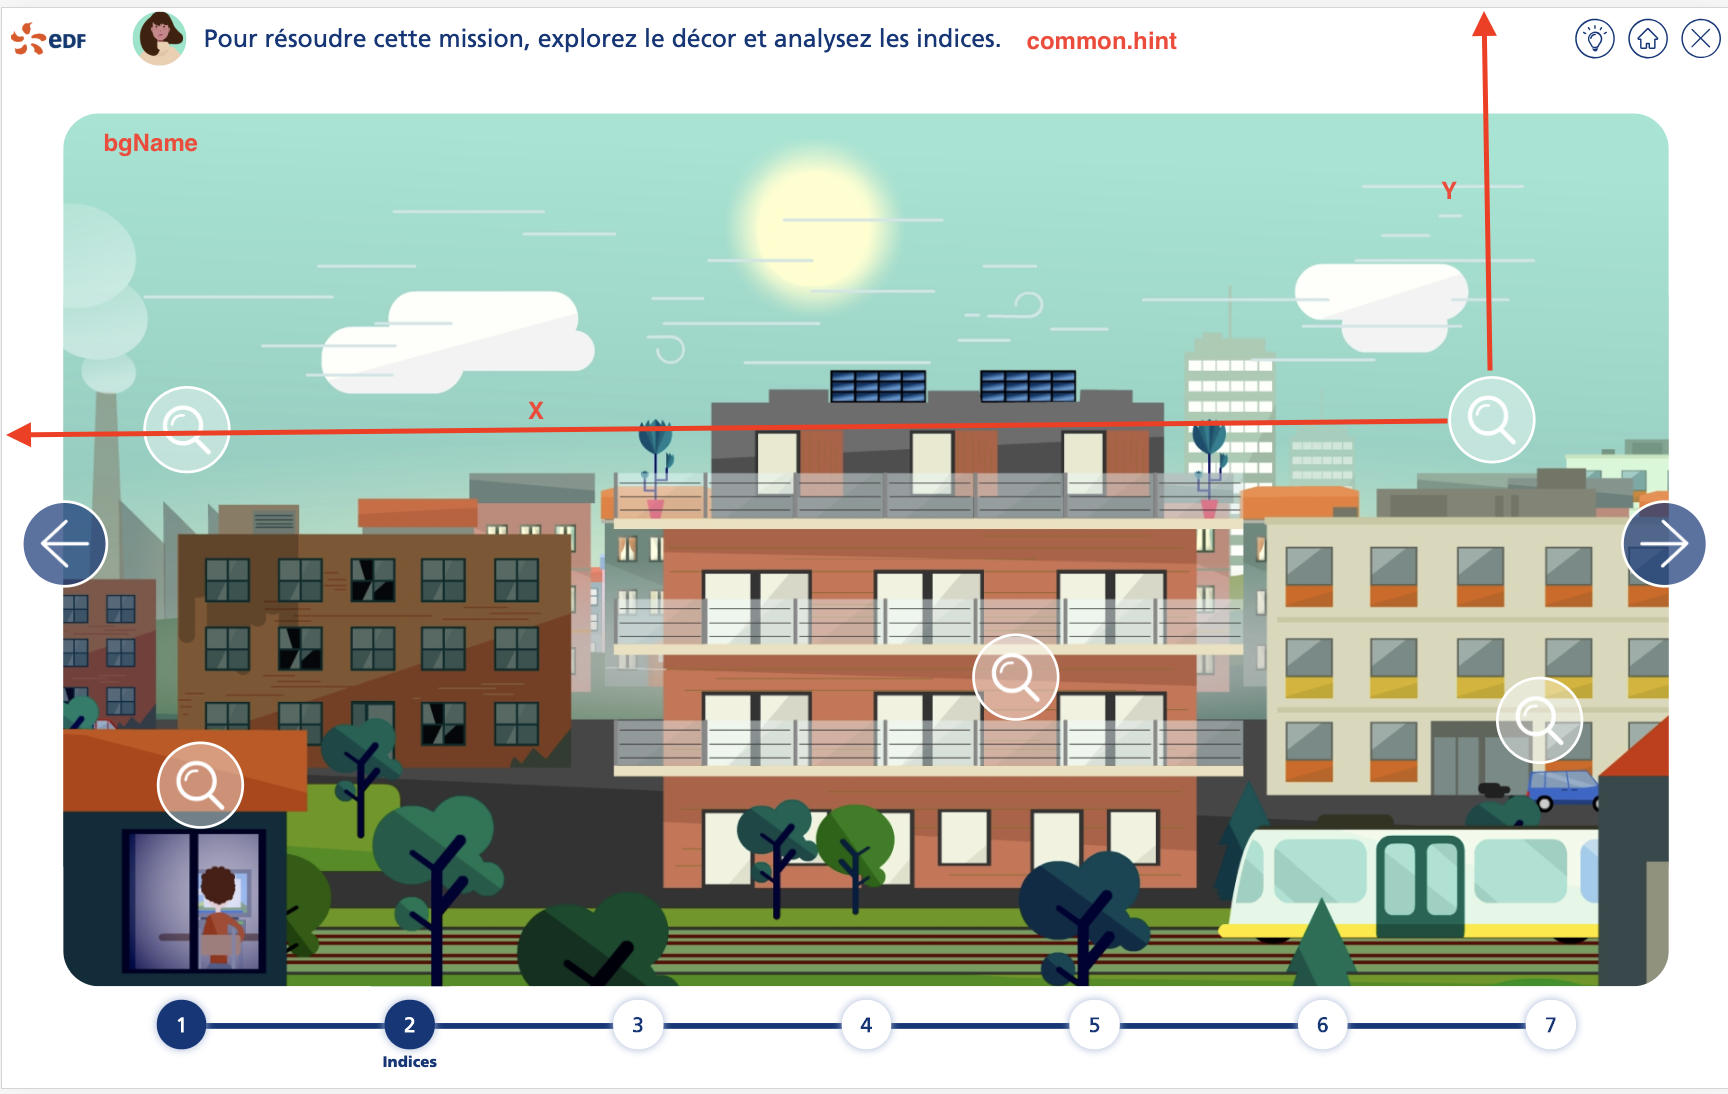 eDF
Pour résoudre cette mission, explorez le décor et analysez les indices.
common.hint
bgName
Y
X
1
2
3
4
5
6
7
Indices